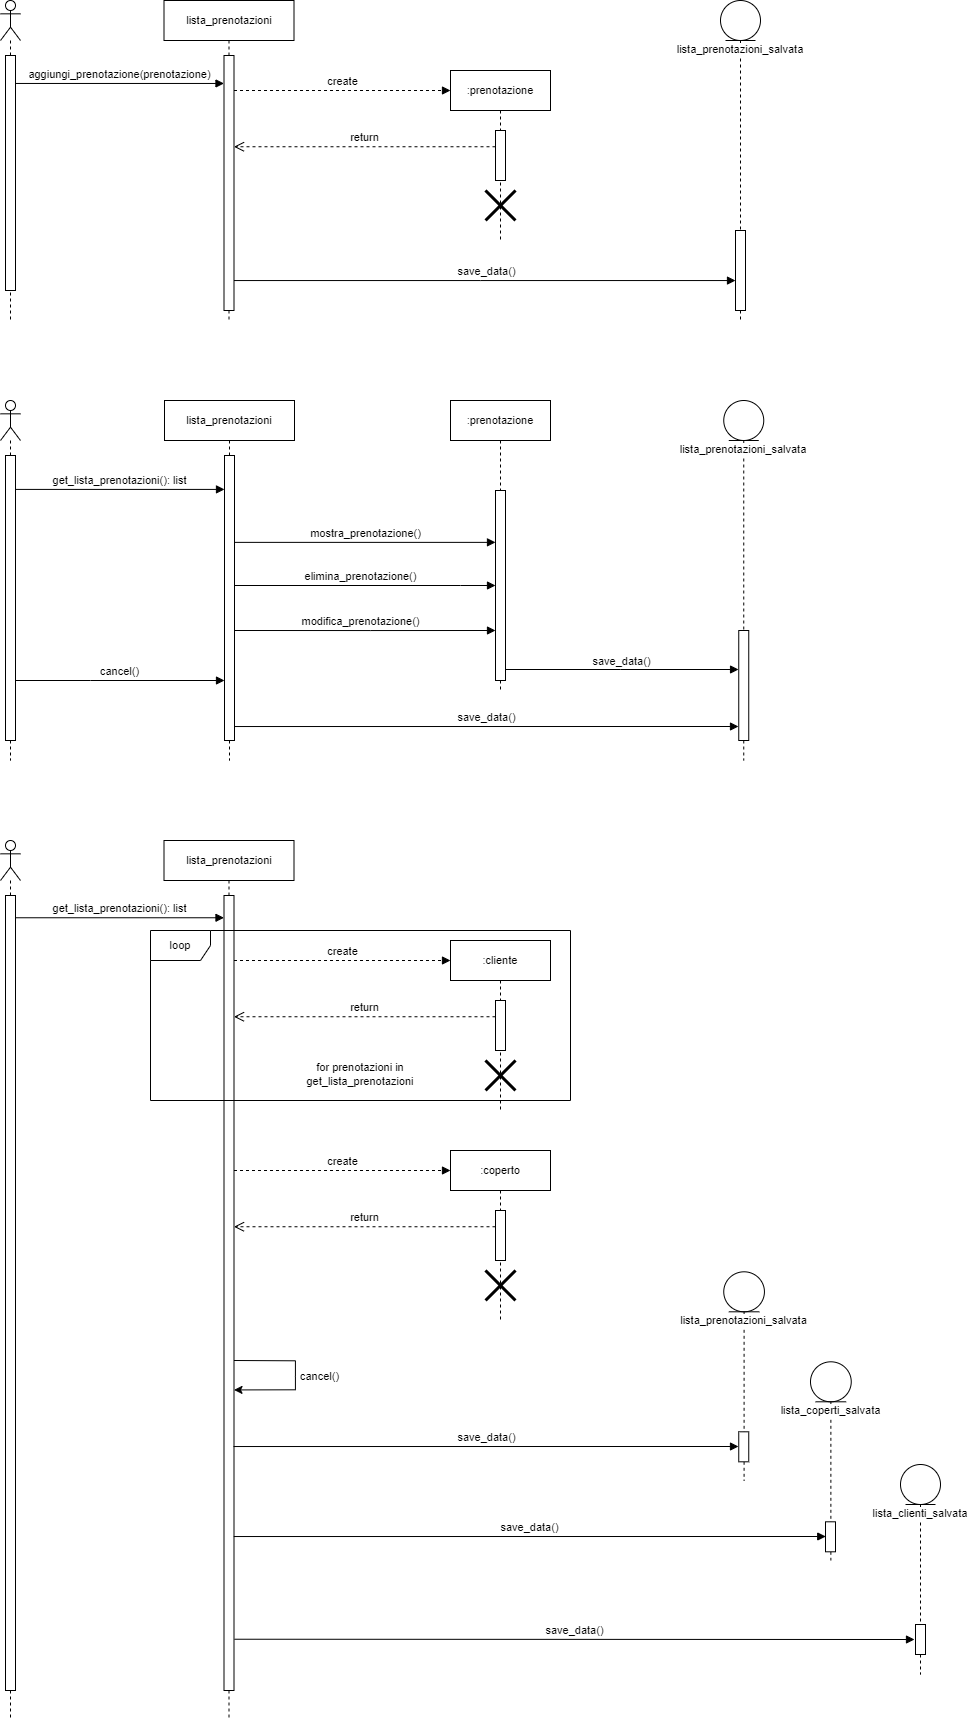 lista_prenotazioni
lista_prenotazioni_salvata
aggiungi_prenotazione(prenotazione)
create
:prenotazione
return
save_data()
lista_prenotazioni
:prenotazione
lista_prenotazioni_salvata
get_lista_prenotazioni(): list
mostra_prenotazione()
elimina_prenotazione()
modifica_prenotazione()
save_data()
cancel()
save_data()
lista_prenotazioni
get_lista_prenotazioni(): list
loop
create
:cliente
return
for prenotazioni in
get_lista_prenotazioni
create
:coperto
return
lista_prenotazioni_salvata
cancel()
lista_coperti_salvata
save_data()
lista_clienti_salvata
save_data()
save_data()